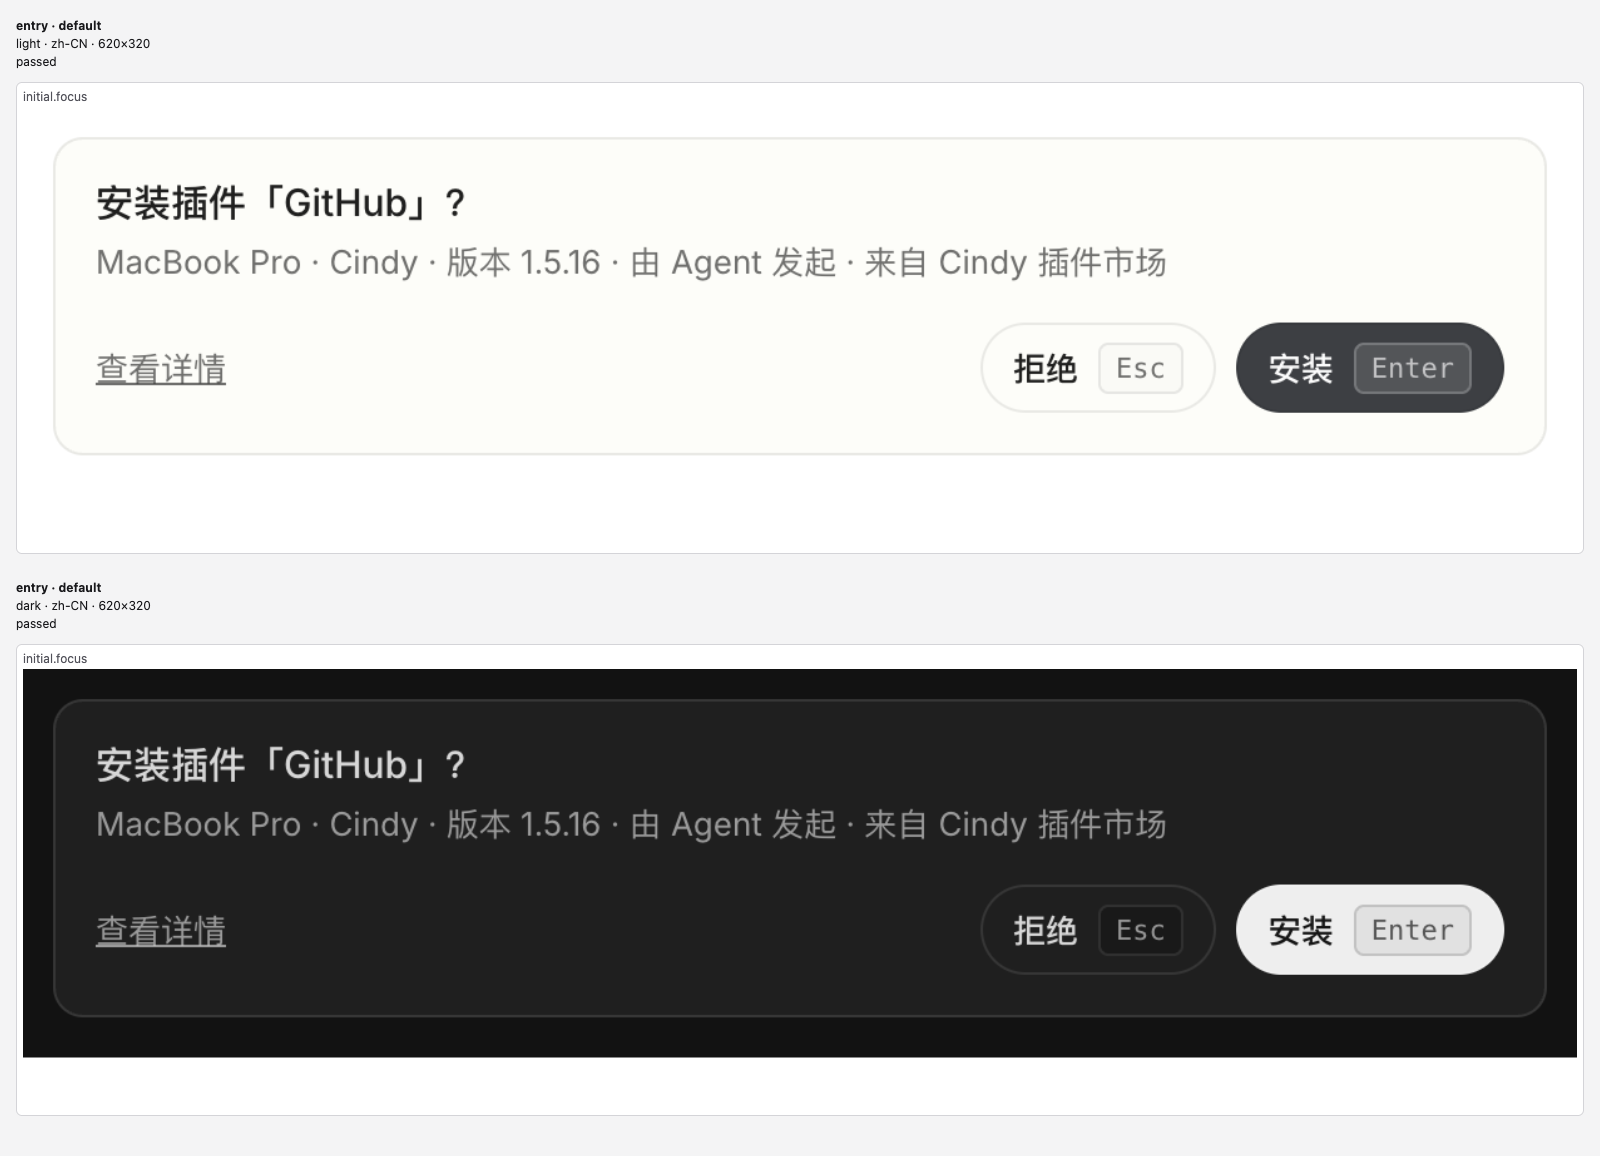 entry · default
light · zh-CN · 620×320
passed
initial.focus
安装插件「GitHub」?
MacBook Pro · Cindy · 版本 1.5.16 · 由 Agent 发起 · 来自 Cindy 插件市场
查看详情 拒绝 Esc 安装 Enter
entry · default
dark · zh-CN · 620×320
passed
initial.focus
安装插件「GitHub」?
MacBook Pro · Cindy · 版本 1.5.16 · 由 Agent 发起 · 来自 Cindy 插件市场
查看详情 拒绝 Esc 安装 Enter